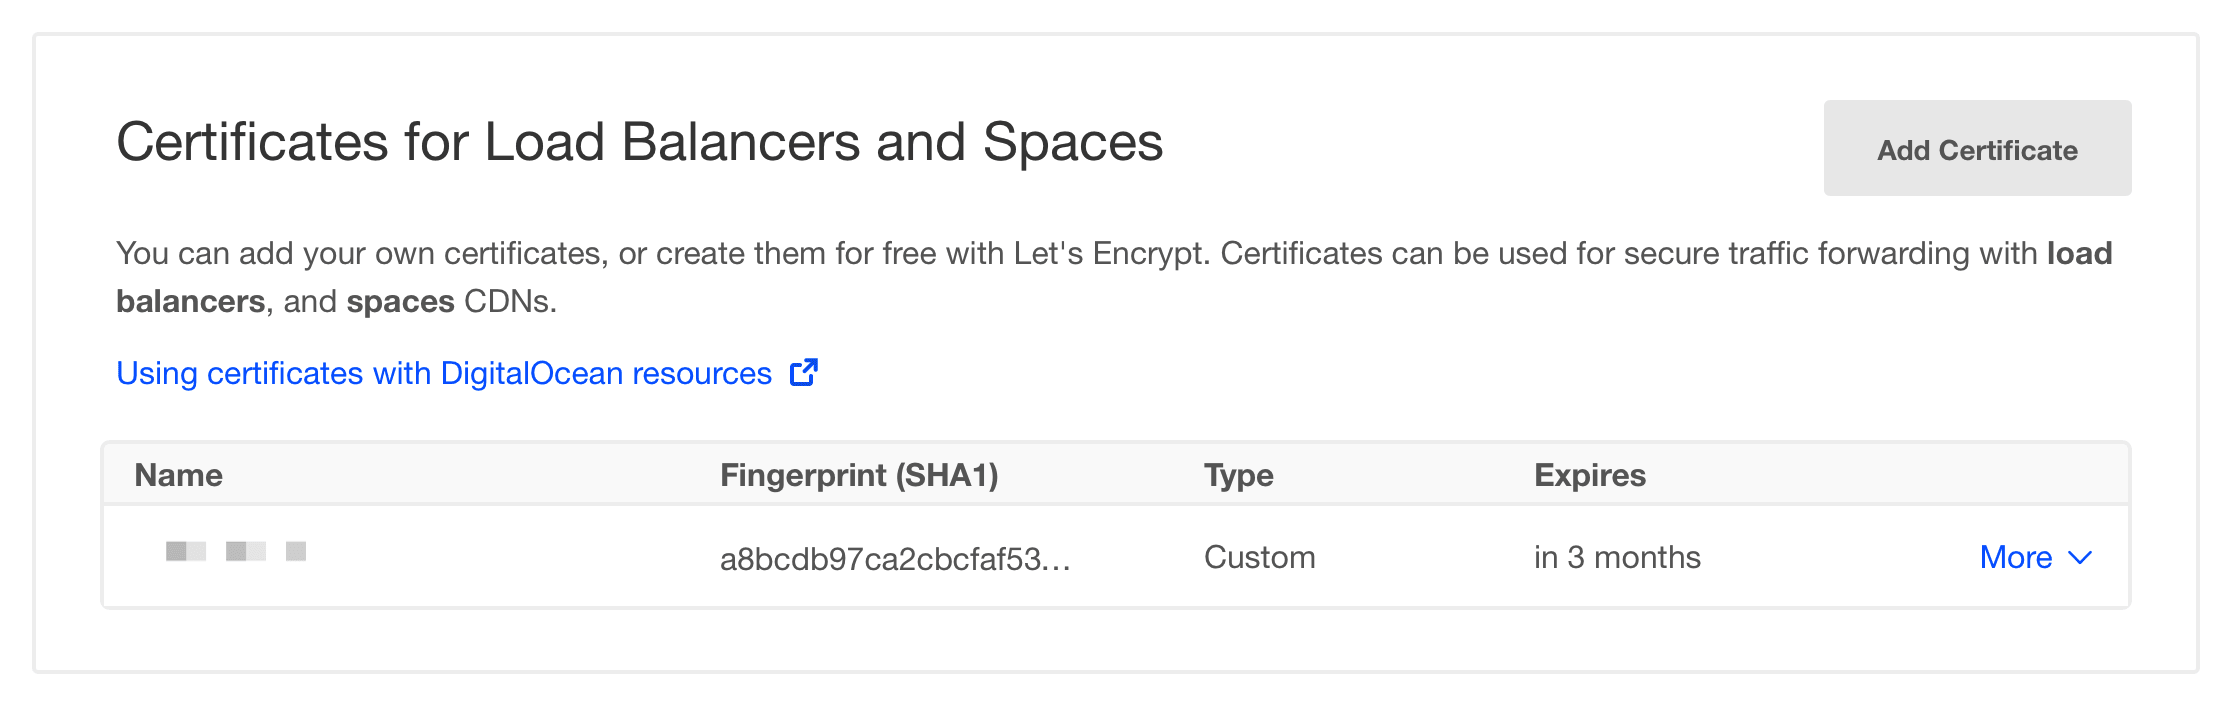 Certificates for Load Balancers and Spaces
Add Certificate
You can add your own certificates, or create them for free with Let's Encrypt. Certificates can be used for secure traffic forwarding with load
balancers, and spaces CDNs.
Using certificates with DigitalOcean resources
Name Fingerprint (SHA1) Type Expires
a8bcdb97ca2cbcfaf53... Custom in 3 months More